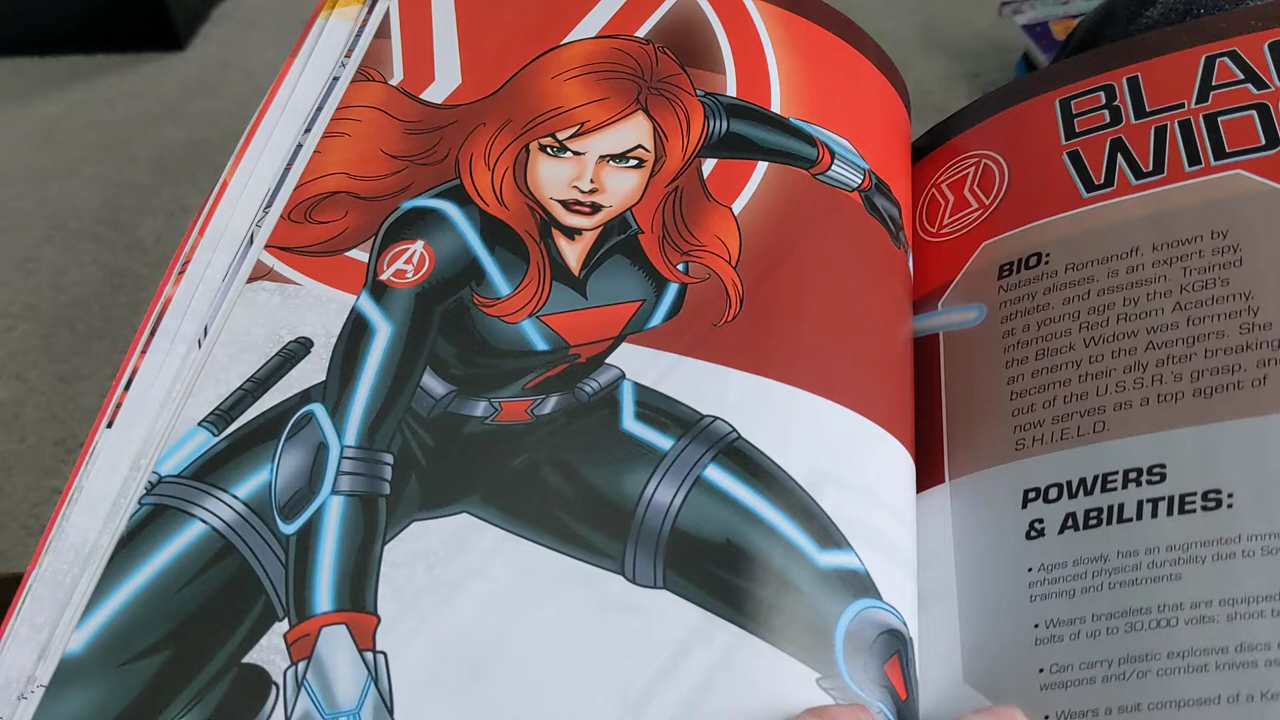 A
BLA
WID
BIO:
Natasha Romanoff, known by
many aliases, is an expert spy,
athlete, and assassin. Trained
at a young age by the KGB's
infamous Red Room Academy,
the Black Widow was formerly
an enemy to the Avengers. She
became their ally after breaking
out of the U.S.S.R.'s grasp, an
now serves as a top agent of
S.H.I.E.L.D.
POWERS
& ABILITIES:
• Ages slowly, has an augmented imm
enhanced physical durability due to So
training and treatments
• Wears bracelets that are equipped
bolts of up to 30,000 volts; shoot t
• Can carry plastic explosive discs
weapons and/or combat knives as
• Wears a suit composed of a Ke